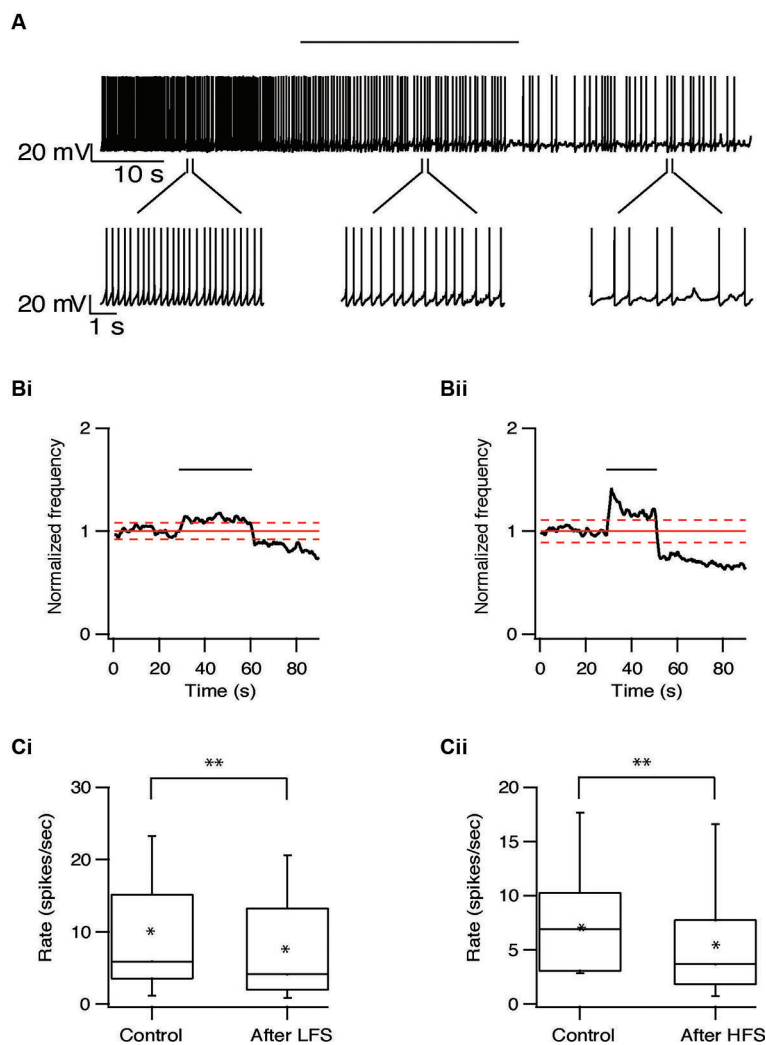 A
20 mV
10 s
20 mV
1 s
Bi
Bii
2
1
0
Normalized frequency
0 20 40 60 80
Time (s)
2
1
0
Normalized frequency
0 20 40 60 80
Time (s)
Ci
Cii
**
30
20
10
0
Rate (spikes/sec)
*
*
Control
After LFS
**
20
15
10
5
0
Rate (spikes/sec)
*
*
Control
After HFS